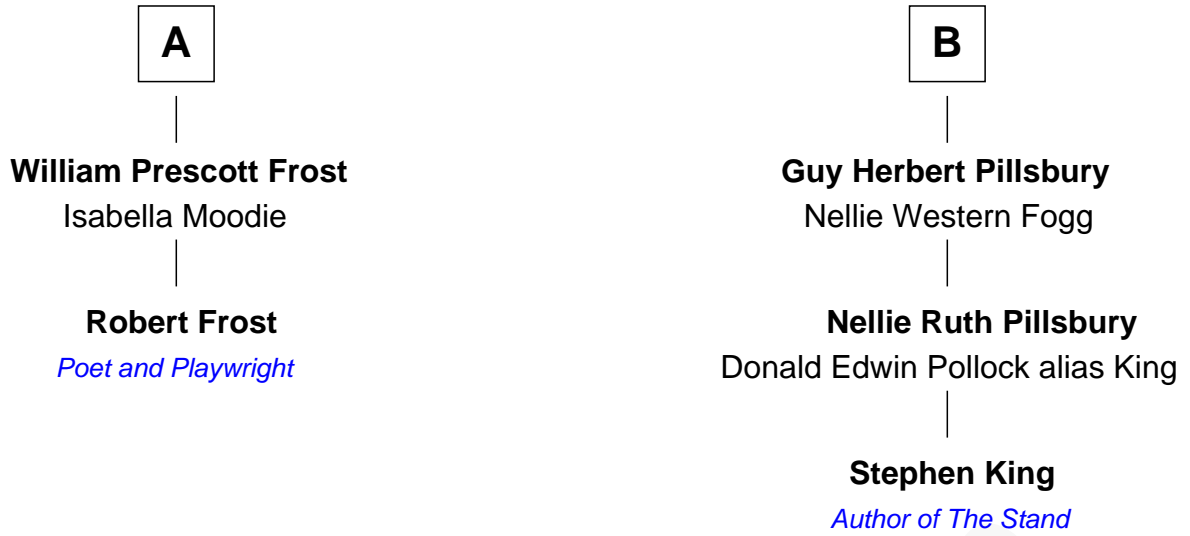 A
William Prescott Frost
Isabella Moodie
Robert Frost
Poet and Playwright
B
Guy Herbert Pillsbury
Nellie Western Fogg
Nellie Ruth Pillsbury
Donald Edwin Pollock alias King
Stephen King
Author of The Stand